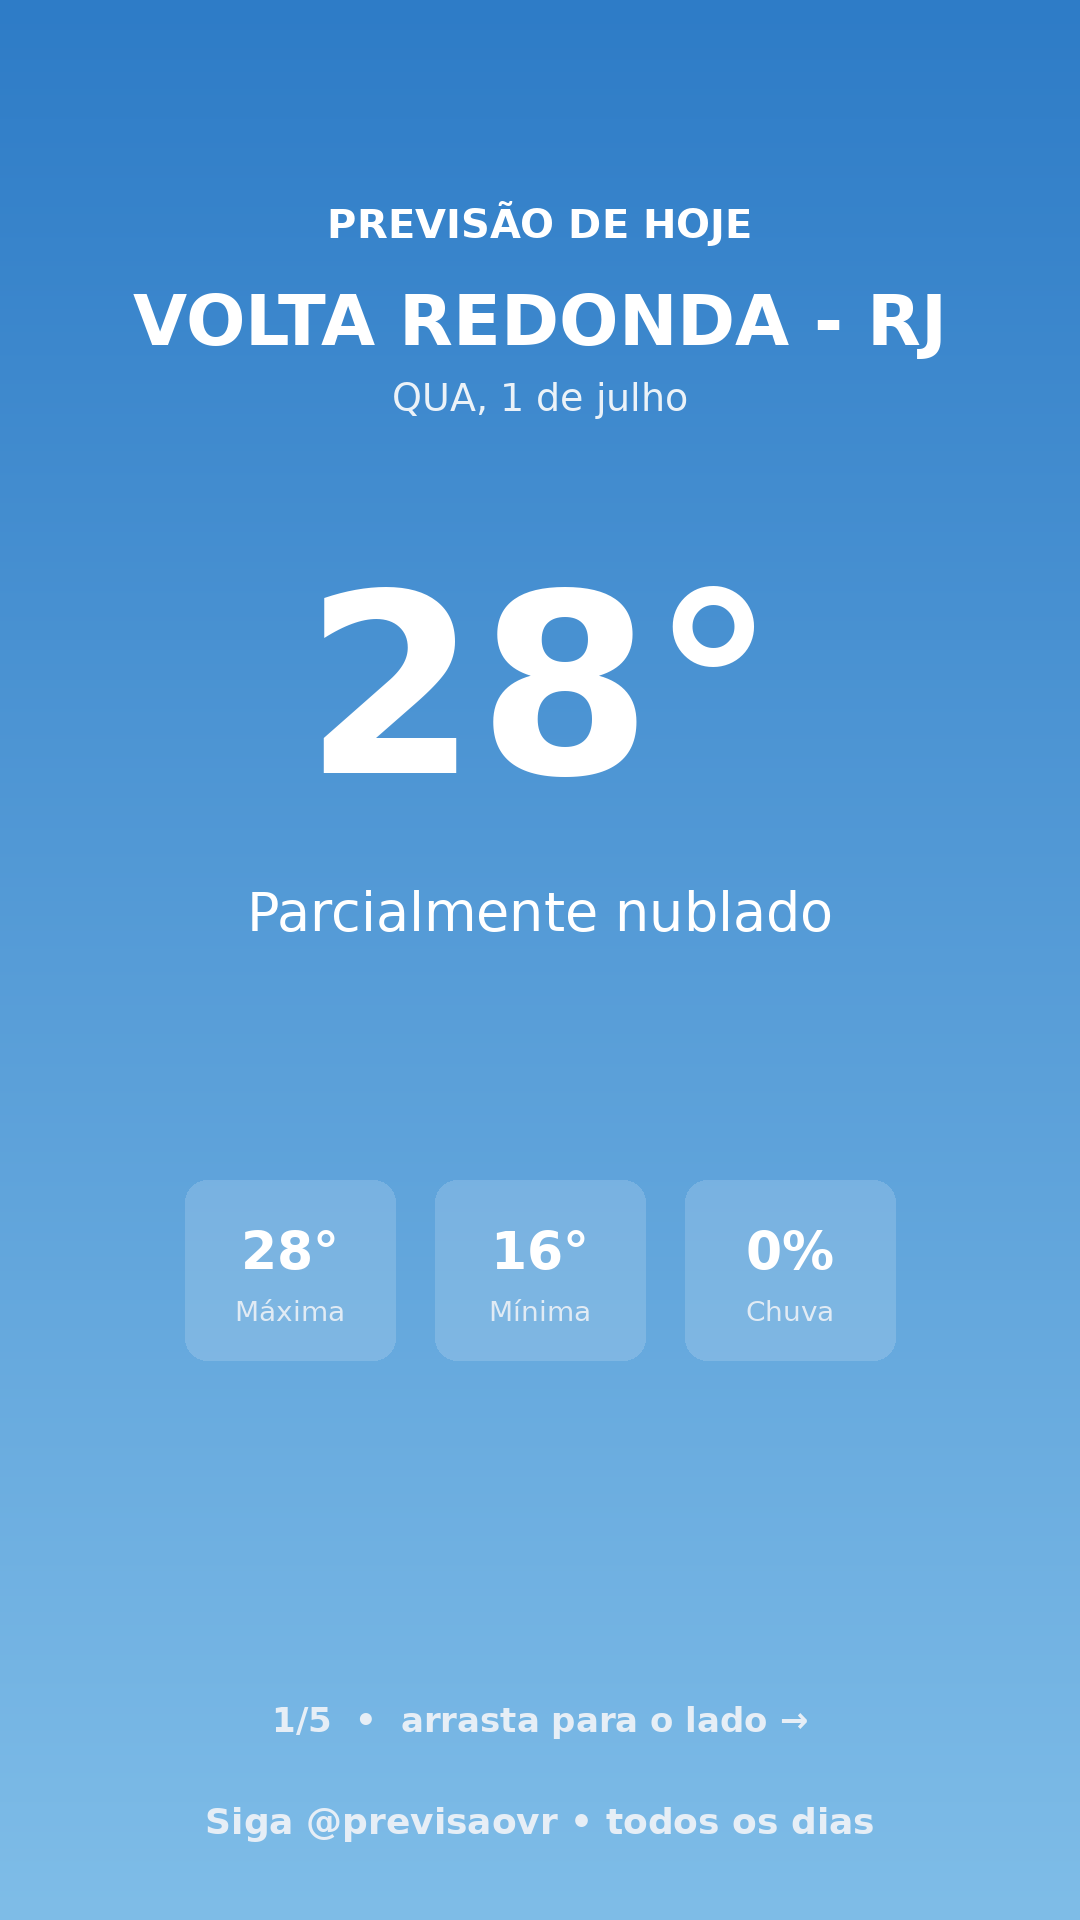 PREVISÃO DE HOJE
VOLTA REDONDA - RJ
QUA, 1 de julho
28°
Parcialmente nublado
28° 16° 0%
Máxima Mínima Chuva
1/5 • arrasta para o lado →
Siga @previsaovr • todos os dias